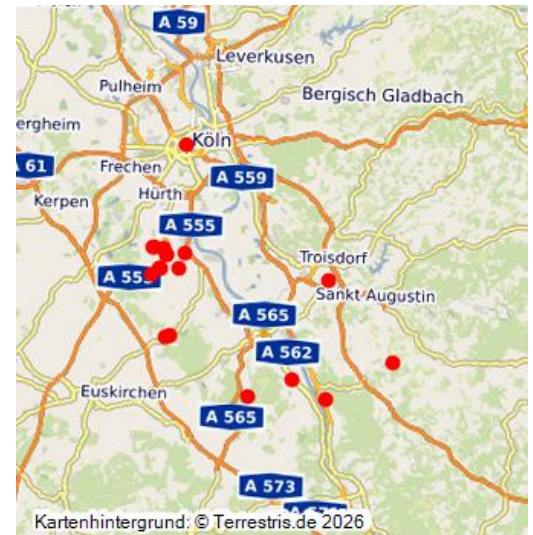 A 59
Leverkusen
Pulheim
Bergisch Gladbach
ergheim
Köln
A 61
Frechen
A 559
Kerpen
Hürth
A 555
Troisdorf
A 553
Sankt Augustin
A 565
A 562
Euskirchen
A 565
A 573
Kartenhintergrund: © Terrestris.de 2026